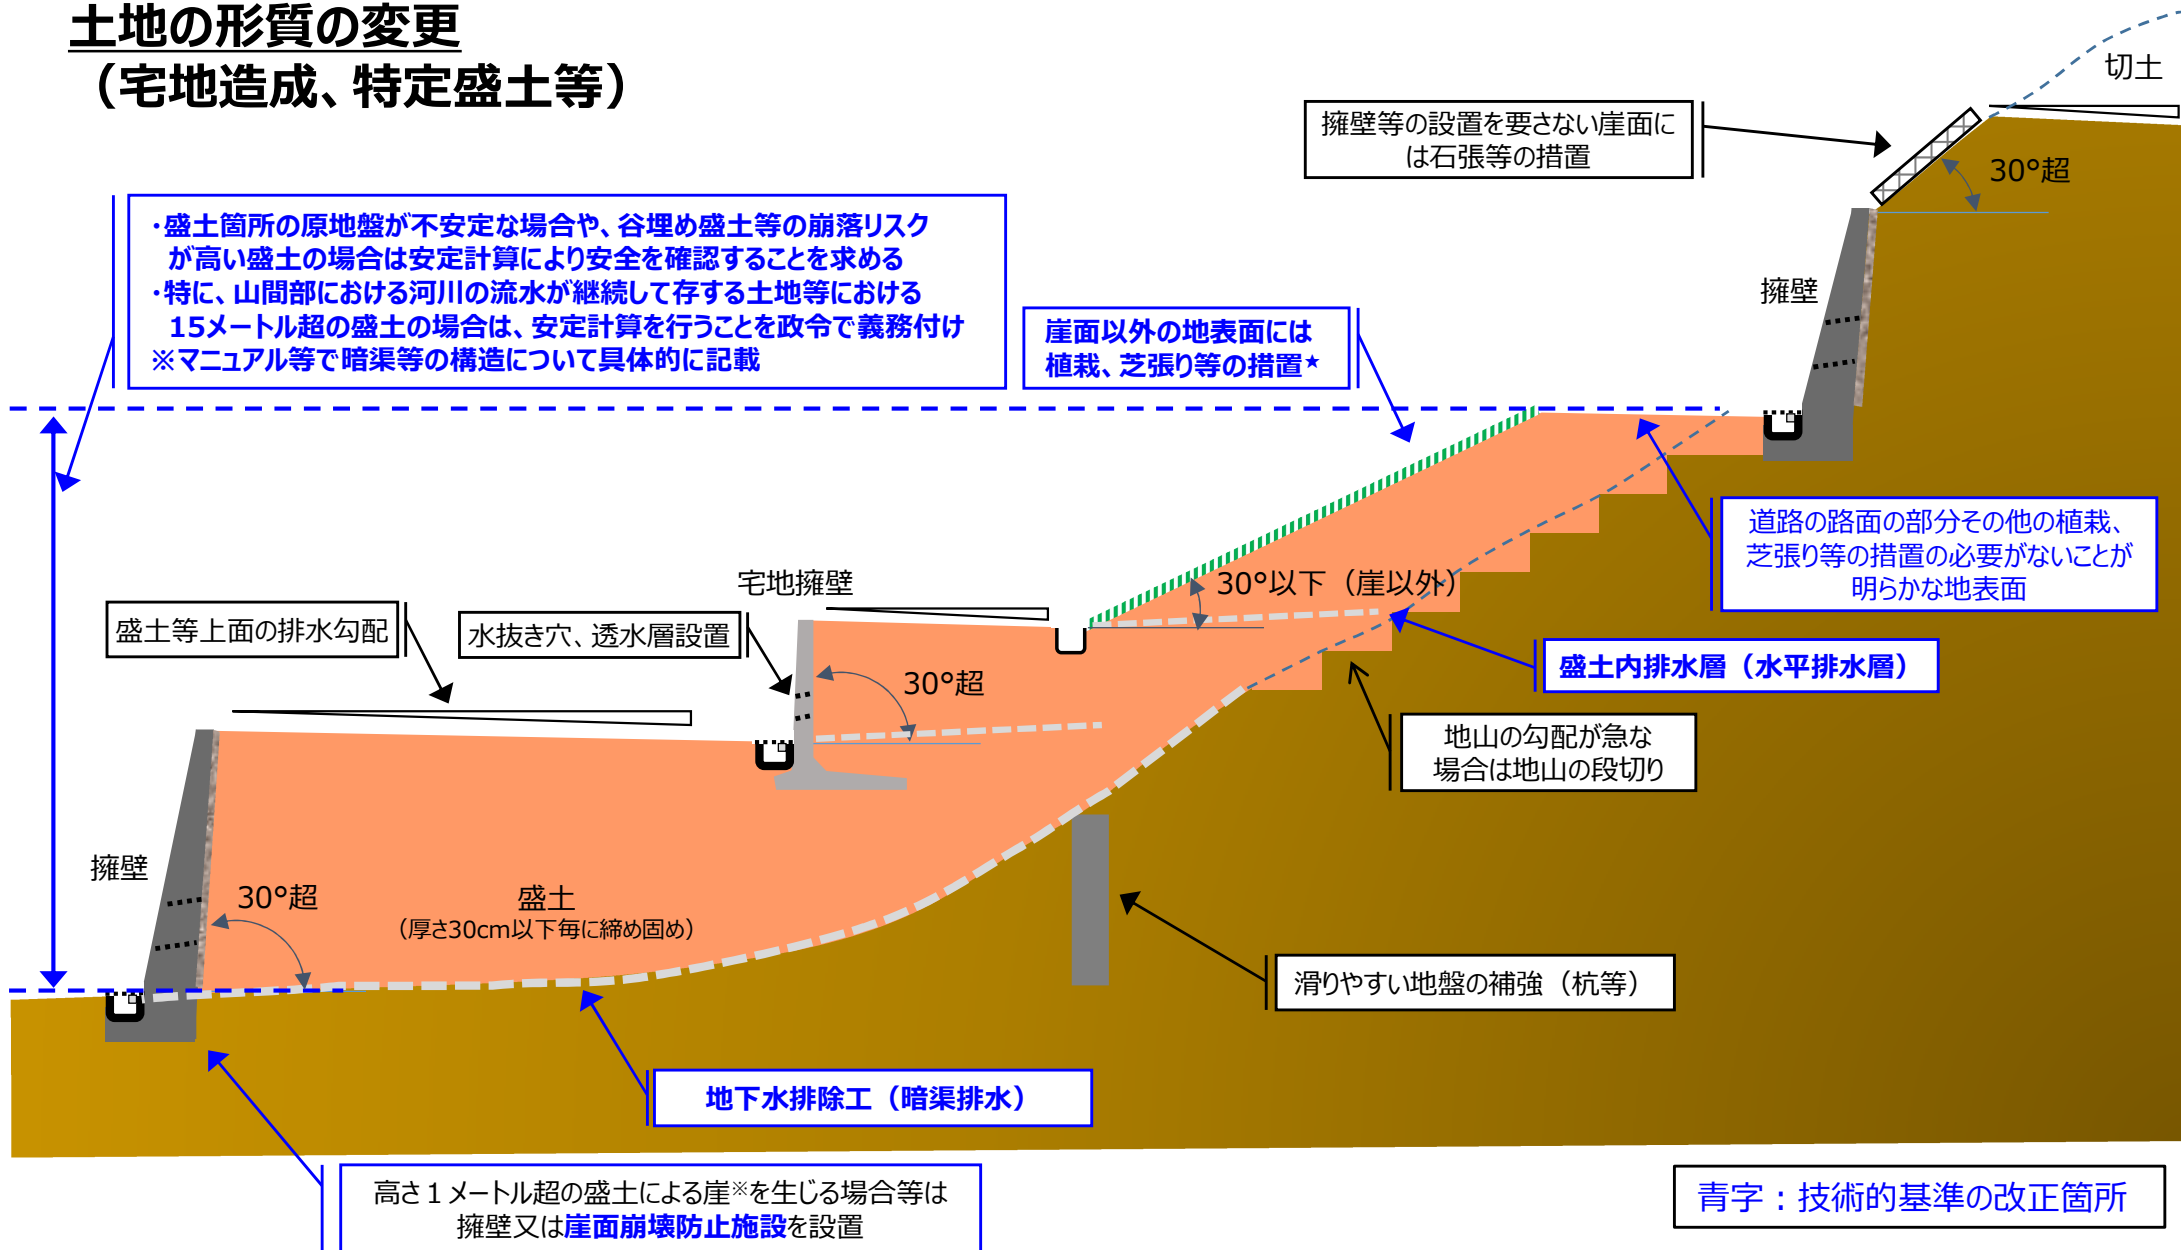 土地の形質の変更
（宅地造成、特定盛土等）
切土
擁壁等の設置を要さない崖面に
は石張等の措置
30°超
・盛土箇所の原地盤が不安定な場合や、谷埋め盛土等の崩落リスク
が高い盛土の場合は安定計算により安全を確認することを求める
・特に、山間部における河川の流水が継続して存する土地等における
15メートル超の盛土の場合は、安定計算を行うことを政令で義務付け
※マニュアル等で暗渠等の構造について具体的に記載
擁壁
崖面以外の地表面には
植栽、芝張り等の措置★
道路の路面の部分その他の植栽、
芝張り等の措置の必要がないことが
明らかな地表面
宅地擁壁
30°以下（崖以外）
盛土等上面の排水勾配
水抜き穴、透水層設置
盛土内排水層（水平排水層）
30°超
地山の勾配が急な
場合は地山の段切り
擁壁
30°超
盛土
（厚さ30cm以下毎に締め固め）
滑りやすい地盤の補強（杭等）
地下水排除工（暗渠排水）
高さ１メートル超の盛土による崖※を生じる場合等は
擁壁又は崖面崩壊防止施設を設置
青字：技術的基準の改正箇所